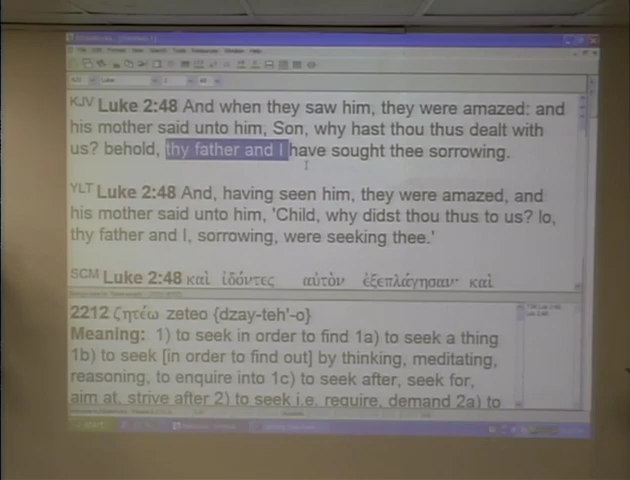 KJV Luke 2:48 And when they saw him, they were amazed: and
his mother said unto him, Son, why hast thou thus dealt with
us? behold, thy father and I have sought thee sorrowing.
YLT Luke 2:48 And, having seen him, they were amazed, and
his mother said unto him, 'Child, why didst thou thus to us? lo,
thy father and I, sorrowing, were seeking thee.'
SCM Luke 2:48 καὶ ἰδόντες αὐτὸν ἐξεπλάγησαν· καὶ
2212 ζητέω zeteo {dzay-teh'-o}
Meaning: 1) to seek in order to find 1a) to seek a thing
1b) to seek [in order to find out] by thinking, meditating,
reasoning, to enquire into 1c) to seek after, seek for,
aim at, strive after 2) to seek i.e. require, demand 2a) to